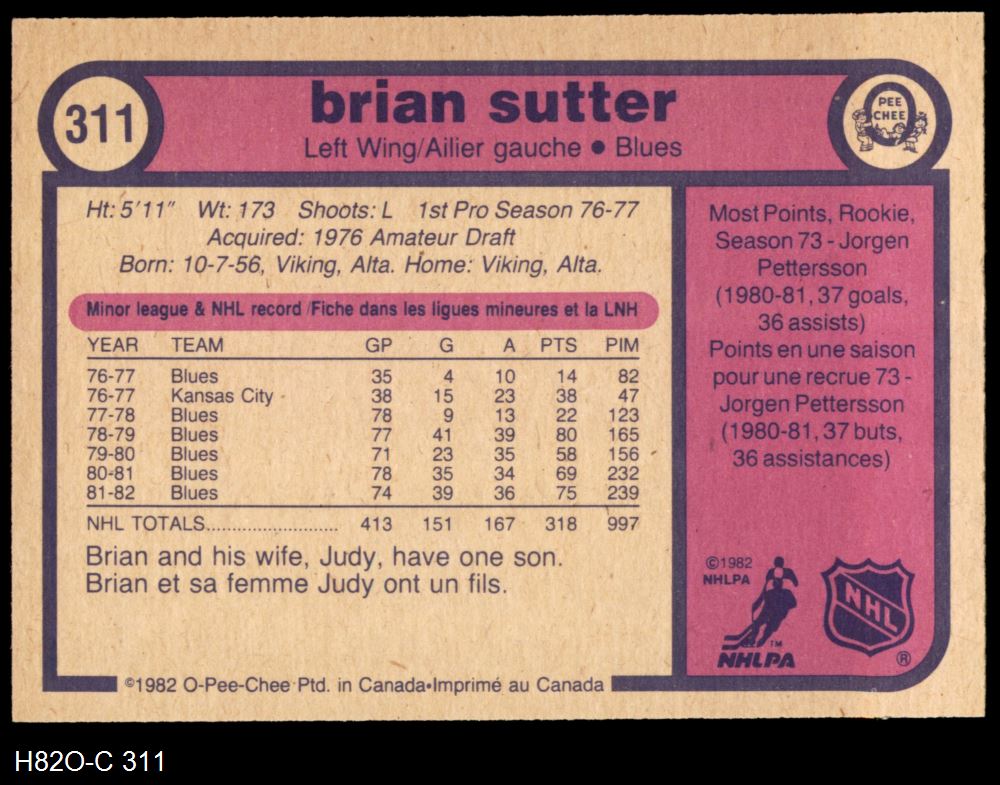 311
brian sutter
Left Wing/Ailier gauche ● Blues
O
PEE
CHEE
Ht: 5'11" Wt: 173 Shoots: L 1st Pro Season 76-77
Acquired: 1976 Amateur Draft
Born: 10-7-56, Viking, Alta. Home: Viking, Alta.
Minor league & NHL record /Fiche dans les ligues mineures et la LNH
YEAR TEAM GP G A PTS PIM
76-77 Blues 35 4 10 14 82
76-77 Kansas City 38 15 23 38 47
77-78 Blues 78 9 13 22 123
78-79 Blues 77 41 39 80 165
79-80 Blues 71 23 35 58 156
80-81 Blues 78 35 34 69 232
81-82 Blues 74 39 36 75 239
NHL TOTALS........................ 413 151 167 318 997
Brian and his wife, Judy, have one son.
Brian et sa femme Judy ont un fils.
Most Points, Rookie,
Season 73 - Jorgen
Pettersson
(1980-81, 37 goals,
36 assists)
Points en une saison
pour une recrue 73 -
Jorgen Pettersson
(1980-81, 37 buts,
36 assistances)
©1982
NHLPA
TM
NHLPA
NHL
®
©1982 O-Pee-Chee Ptd. in Canada•Imprimé au Canada
H82O-C 311